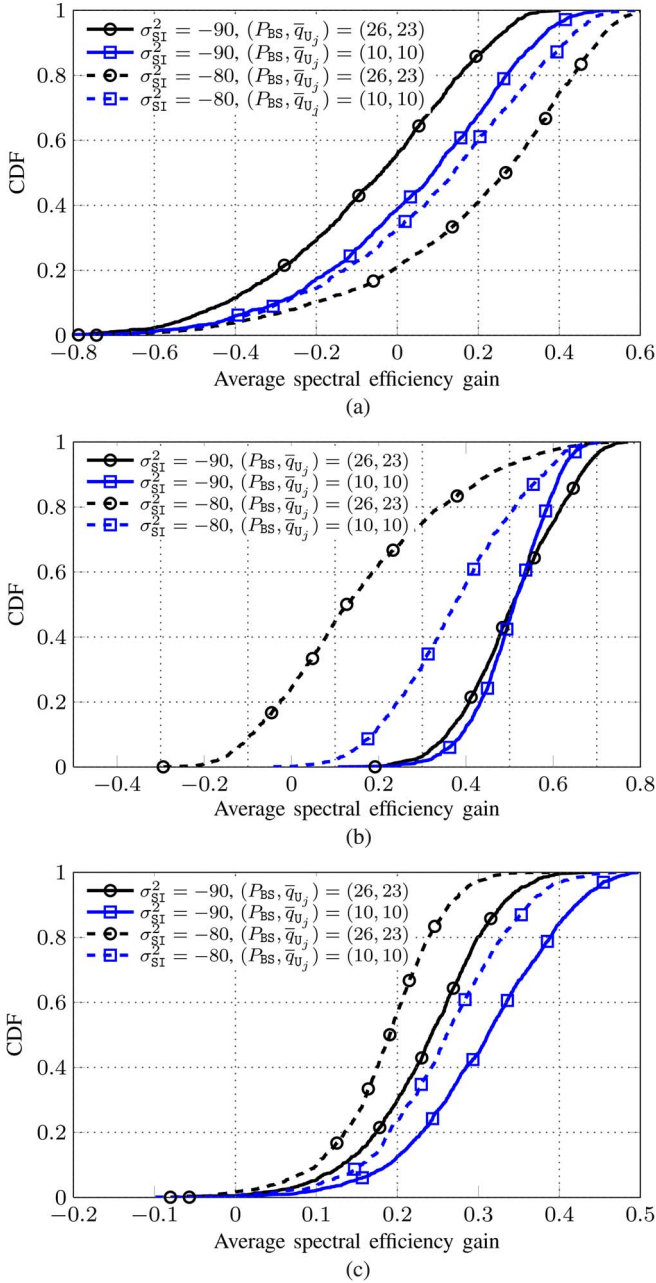 1
σ²_SI = −90, (P_BS, q̅_Uj) = (26, 23)
σ²_SI = −90, (P_BS, q̅_Uj) = (10, 10)
σ²_SI = −80, (P_BS, q̅_Uj) = (26, 23)
σ²_SI = −80, (P_BS, q̅_Uj) = (10, 10)
0.8
0.6
CDF
0.4
0.2
0
−0.8 −0.6 −0.4 −0.2 0 0.2 0.4 0.6
Average spectral efficiency gain
(a)
1
σ²_SI = −90, (P_BS, q̅_Uj) = (26, 23)
σ²_SI = −90, (P_BS, q̅_Uj) = (10, 10)
σ²_SI = −80, (P_BS, q̅_Uj) = (26, 23)
σ²_SI = −80, (P_BS, q̅_Uj) = (10, 10)
0.8
0.6
CDF
0.4
0.2
0
−0.4 −0.2 0 0.2 0.4 0.6 0.8
Average spectral efficiency gain
(b)
1
σ²_SI = −90, (P_BS, q̅_Uj) = (26, 23)
σ²_SI = −90, (P_BS, q̅_Uj) = (10, 10)
σ²_SI = −80, (P_BS, q̅_Uj) = (26, 23)
σ²_SI = −80, (P_BS, q̅_Uj) = (10, 10)
0.8
0.6
CDF
0.4
0.2
0
−0.2 −0.1 0 0.1 0.2 0.3 0.4 0.5
Average spectral efficiency gain
(c)